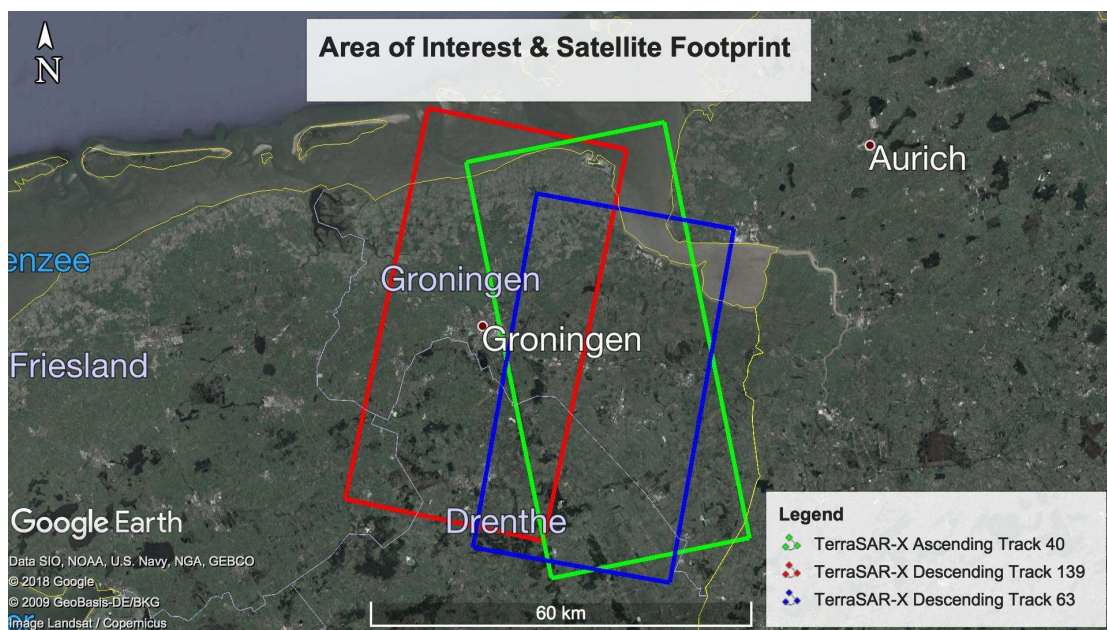 Area of Interest & Satellite Footprint
N
Aurich
enzee
Groningen
Groningen
Friesland
Drenthe
Google Earth
Data SIO, NOAA, U.S. Navy, NGA, GEBCO
© 2018 Google
© 2009 GeoBasis-DE/BKG
Image Landsat / Copernicus
60 km
Legend
TerraSAR-X Ascending Track 40
TerraSAR-X Descending Track 139
TerraSAR-X Descending Track 63